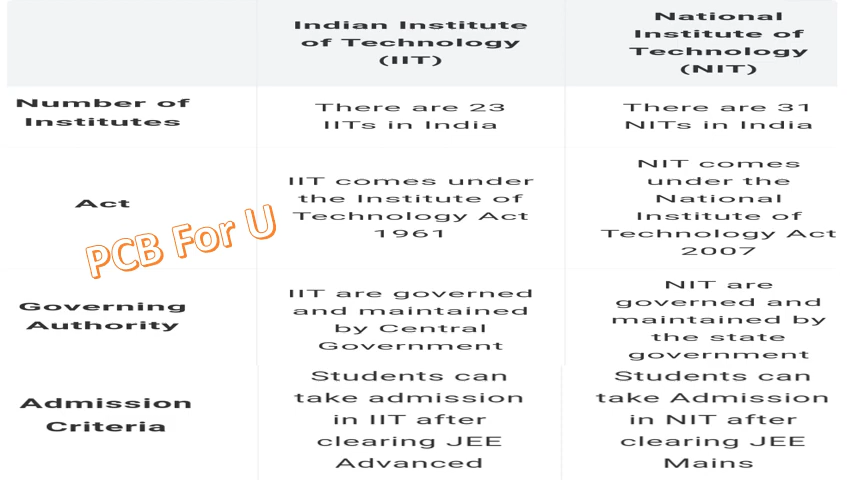 Indian Institute
of Technology
(IIT)
National
Institute of
Technology
(NIT)
Number of
Institutes
There are 23
IITs in India
There are 31
NITs in India
Act
IIT comes under
the Institute of
Technology Act
1961
NIT comes
under the
National
Institute of
Technology Act
2007
PCB For U
Governing
Authority
IIT are governed
and maintained
by Central
Government
NIT are
governed and
maintained by
the state
government
Admission
Criteria
Students can
take admission
in IIT after
clearing JEE
Advanced
Students can
take Admission
in NIT after
clearing JEE
Mains